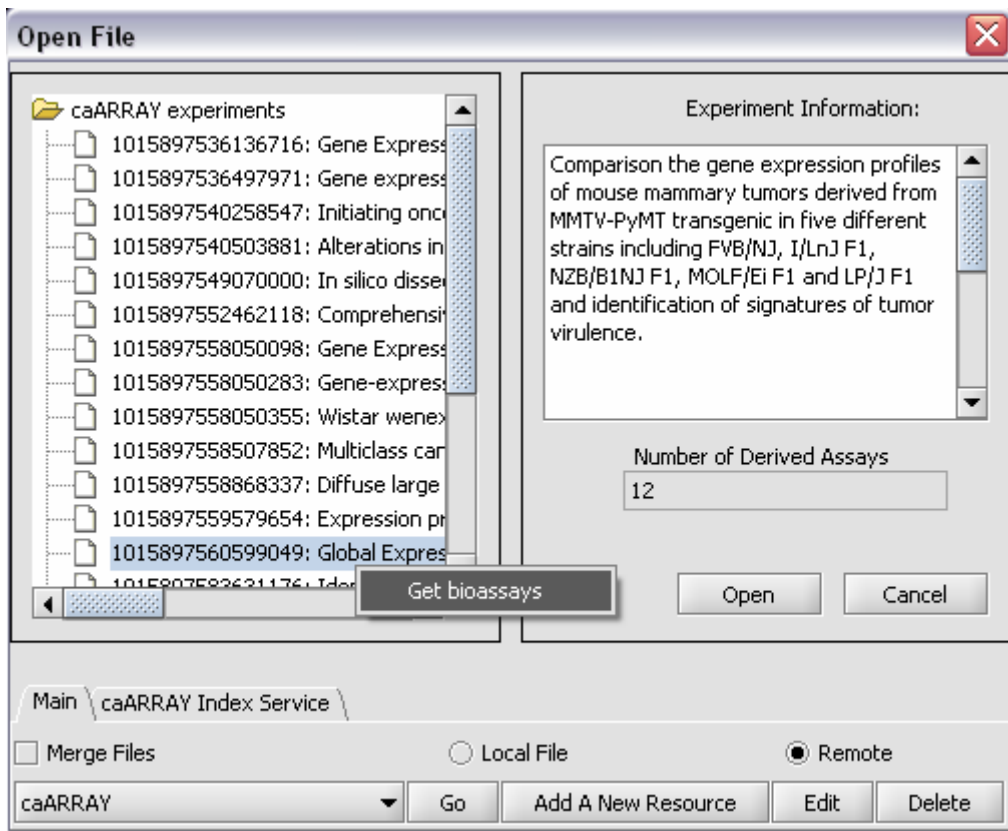 Open File
caARRAY experiments
1015897536136716: Gene Express
1015897536497971: Gene express
1015897540258547: Initiating onc
1015897540503881: Alterations in
1015897549070000: In silico disse
1015897552462118: Comprehensi
1015897558050098: Gene Express
1015897558050283: Gene-express
1015897558050355: Wistar wenex
1015897558507852: Multiclass can
1015897558868337: Diffuse large
1015897559579654: Expression pr
1015897560599049: Global Expres
Get bioassays
Experiment Information:
Comparison the gene expression profiles
of mouse mammary tumors derived from
MMTV-PyMT transgenic in five different
strains including FVB/NJ, I/LnJ F1,
NZB/B1NJ F1, MOLF/Ei F1 and LP/J F1
and identification of signatures of tumor
virulence.
Number of Derived Assays
12
Open Cancel
Main caARRAY Index Service
Merge Files Local File Remote
caARRAY Go Add A New Resource Edit Delete